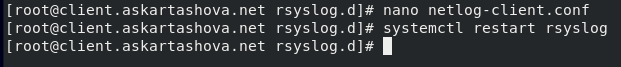 [root@client.askartashova.net rsyslog.d]# nano netlog-client.conf
[root@client.askartashova.net rsyslog.d]# systemctl restart rsyslog
[root@client.askartashova.net rsyslog.d]#